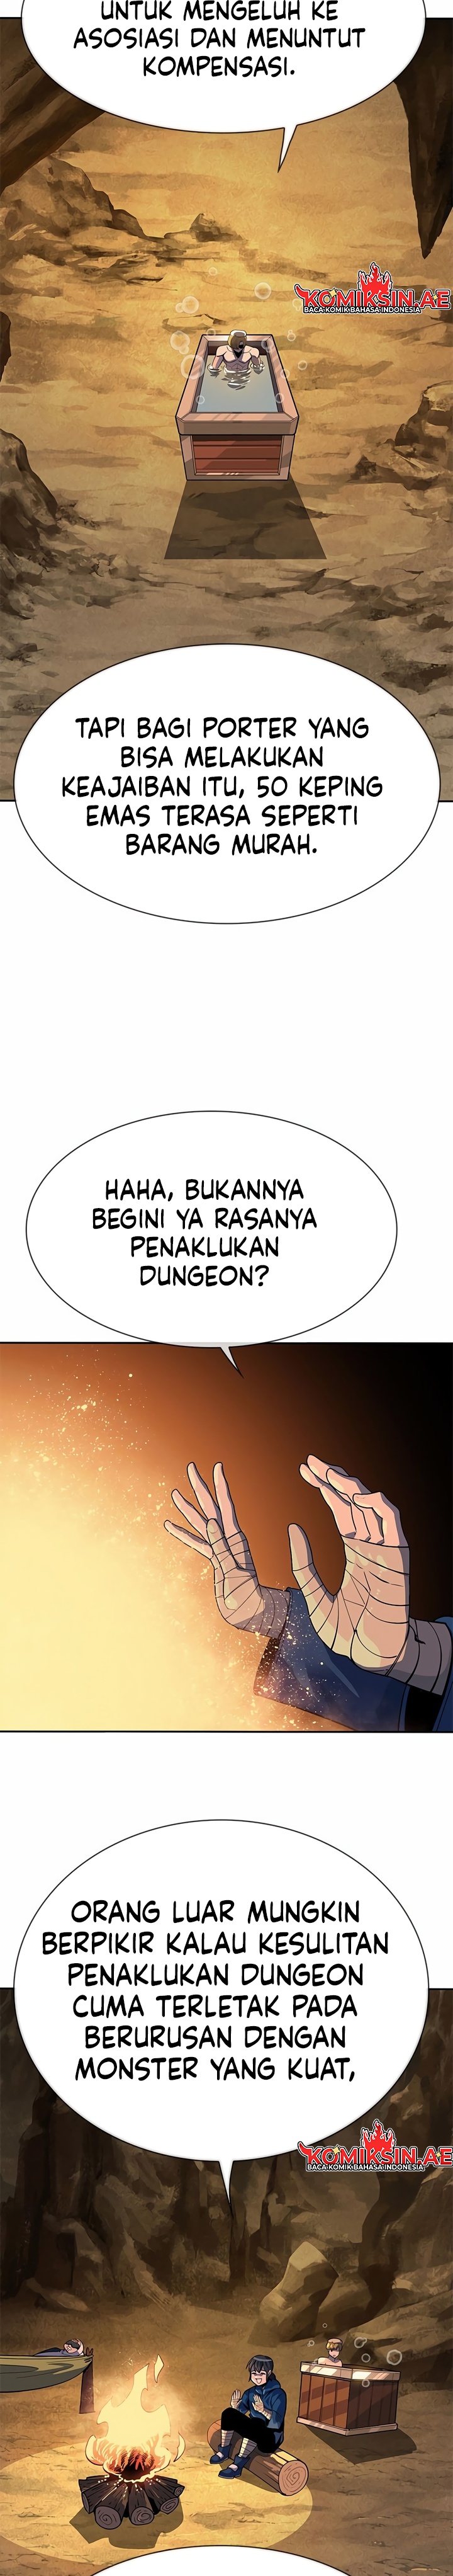 UNTUK MENGELUH KE
ASOSIASI DAN MENUNTUT
KOMPENSASI.
KOMIKSIN.AE
BACA KOMIK BAHASA INDONESIA
TAPI BAGI PORTER YANG
BISA MELAKUKAN
KEAJAIBAN ITU, 50 KEPING
EMAS TERASA SEPERTI
BARANG MURAH.
HAHA, BUKANNYA
BEGINI YA RASANYA
PENAKLUKAN
DUNGEON?
ORANG LUAR MUNGKIN
BERPIKIR KALAU KESULITAN
PENAKLUKAN DUNGEON
CUMA TERLETAK PADA
BERURUSAN DENGAN
MONSTER YANG KUAT,
KOMIKSIN.AE
BACA KOMIK BAHASA INDONESIA